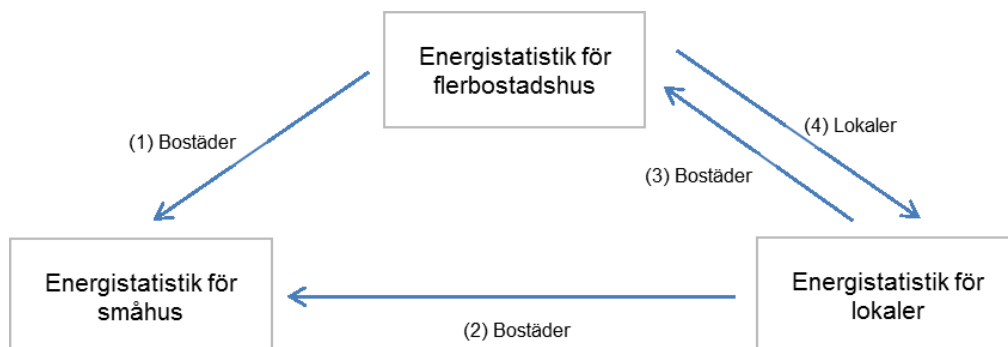 Energistatistik för
flerbostadshus
(1) Bostäder
(4) Lokaler
(3) Bostäder
Energistatistik för
småhus
(2) Bostäder
Energistatistik för
lokaler